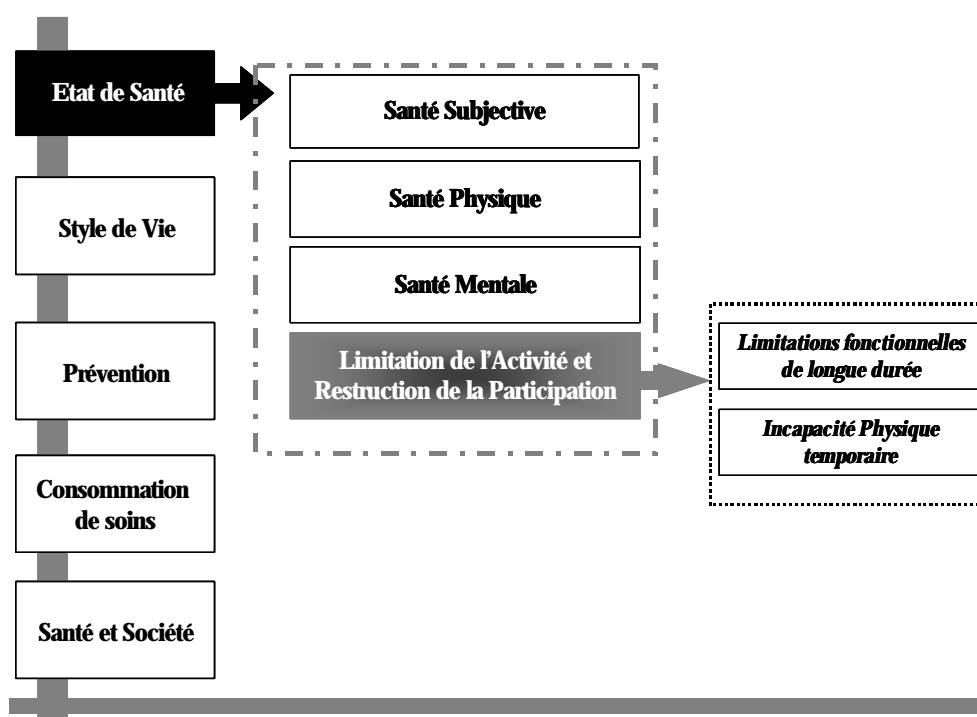 Etat de Santé
Style de Vie
Prévention
Consommation
de soins
Santé et Société
Santé Subjective
Santé Physique
Santé Mentale
Limitation de l'Activité et
Restruction de la Participation
Limitations fonctionnelles
de longue durée
Incapacité Physique
temporaire